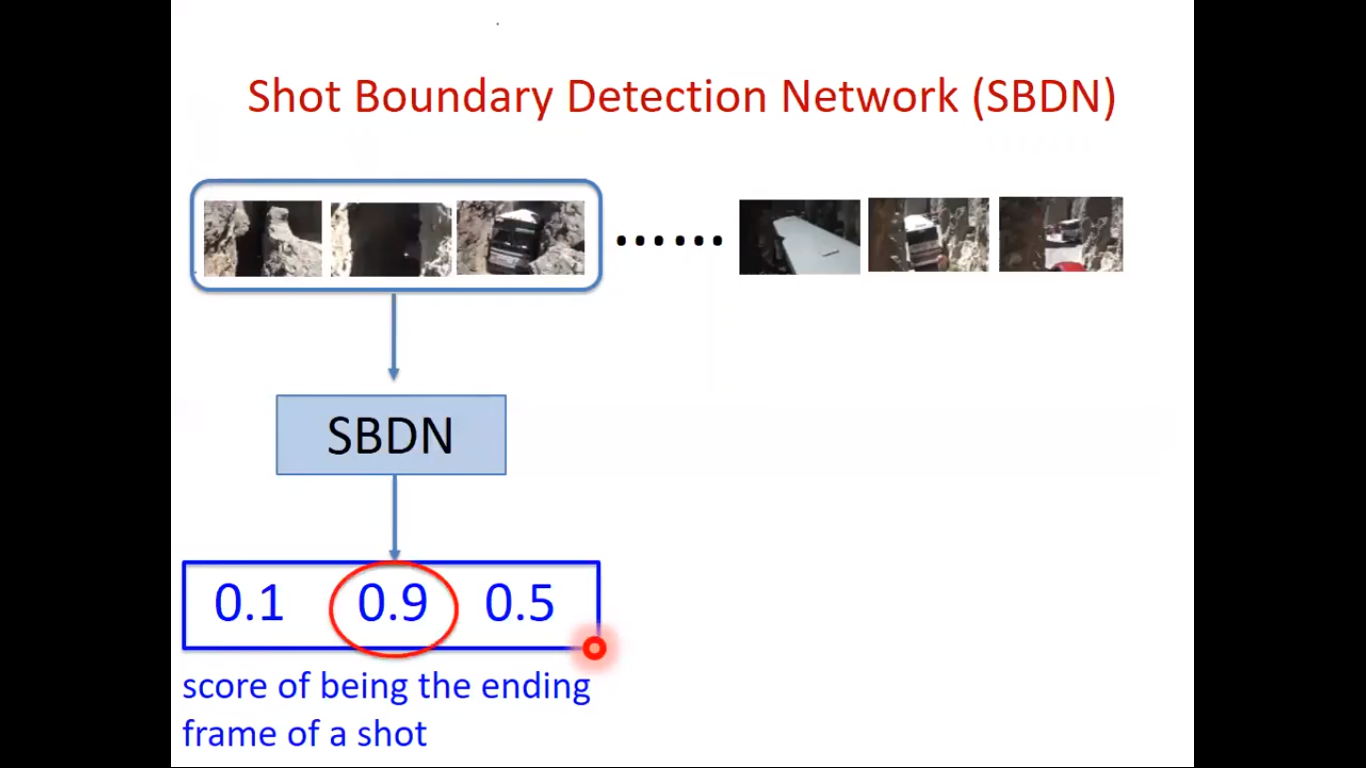 Shot Boundary Detection Network (SBDN)
......
SBDN
0.1 0.9 0.5
score of being the ending
frame of a shot